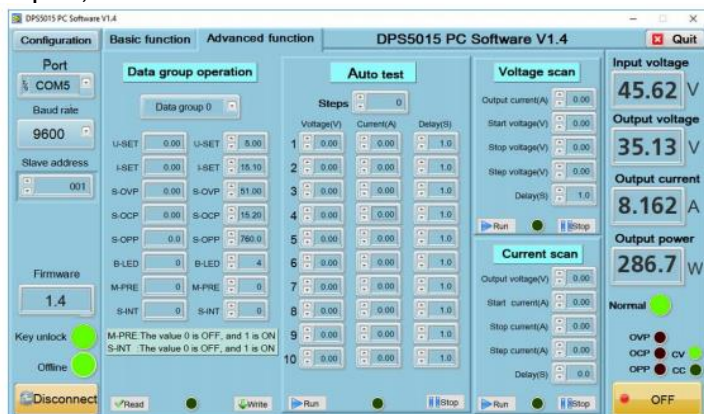 DPS5015 PC Software V1.4
Configuration
Basic function
Advanced function
DPS5015 PC Software V1.4
Quit
Port
COM5
Baud rate
9600
Slave address
001
Firmware
1.4
Key unlock
Offline
Disconnect
Data group operation
Data group 0
U-SET 0.00 U-SET 5.00
I-SET 0.00 I-SET 15.10
S-OVP 0.00 S-OVP 51.00
S-OCP 0.00 S-OCP 15.20
S-OPP 0.0 S-OPP 760.0
B-LED 0 B-LED 4
M-PRE 0 M-PRE 0
S-INT 0 S-INT 0
M-PRE:The value 0 is OFF, and 1 is ON
S-INT :The value 0 is OFF, and 1 is ON
Read Write
Auto test
Steps 0
Voltage(V) Current(A) Delay(S)
1 0.00 0.00 1.0
2 0.00 0.00 1.0
3 0.00 0.00 1.0
4 0.00 0.00 1.0
5 0.00 0.00 1.0
6 0.00 0.00 1.0
7 0.00 0.00 1.0
8 0.00 0.00 1.0
9 0.00 0.00 1.0
10 0.00 0.00 1.0
Run Stop
Voltage scan
Output current(A) 0.00
Start voltage(V) 0.00
Stop voltage(V) 0.00
Step voltage(V) 0.00
Delay(S) 1.0
Run Stop
Current scan
Output voltage(V) 0.00
Start current(A) 0.00
Stop current(A) 0.00
Step current(A) 0.00
Delay(S) 0.0
Run Stop
Input voltage
45.62 V
Output voltage
35.13 V
Output current
8.162 A
Output power
286.7 W
Normal
OVP
OCP CV
OPP CC
OFF